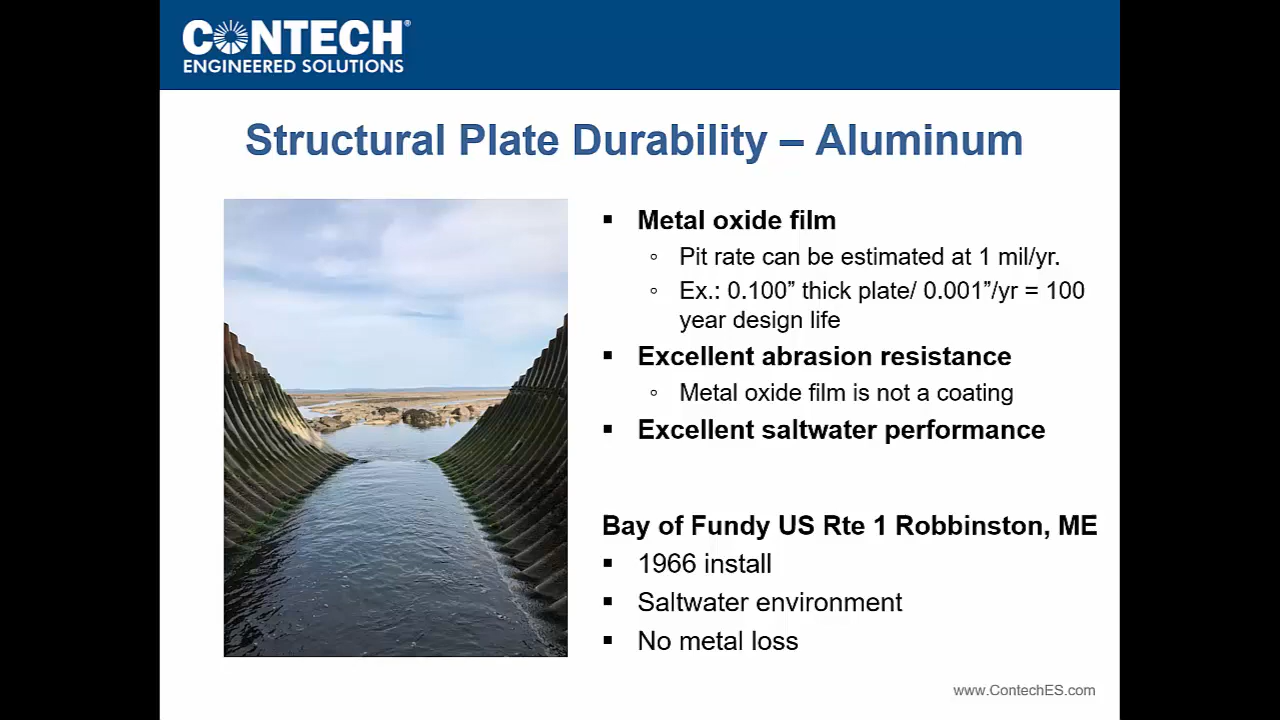 CONTECH®
ENGINEERED SOLUTIONS
Structural Plate Durability – Aluminum
▪ Metal oxide film
◦ Pit rate can be estimated at 1 mil/yr.
◦ Ex.: 0.100” thick plate/ 0.001”/yr = 100
year design life
▪ Excellent abrasion resistance
◦ Metal oxide film is not a coating
▪ Excellent saltwater performance
Bay of Fundy US Rte 1 Robbinston, ME
▪ 1966 install
▪ Saltwater environment
▪ No metal loss
www.ContechES.com